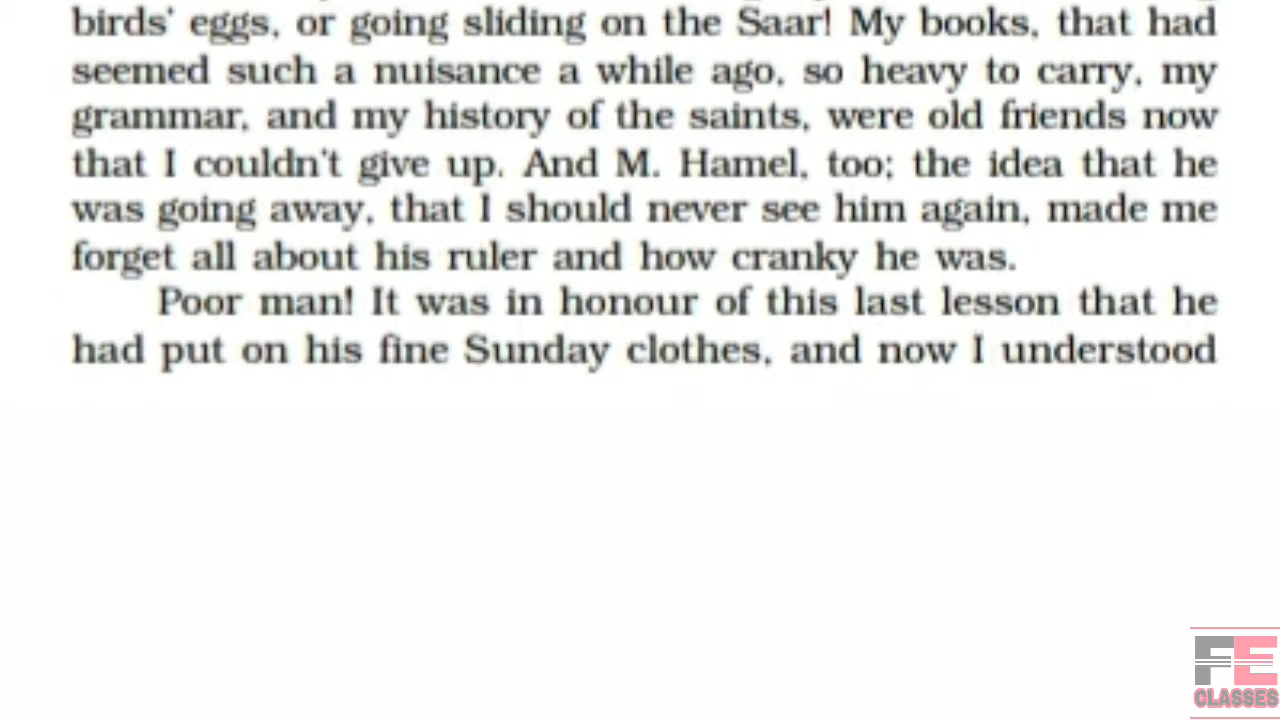 birds' eggs, or going sliding on the Saar! My books, that had
seemed such a nuisance a while ago, so heavy to carry, my
grammar, and my history of the saints, were old friends now
that I couldn't give up. And M. Hamel, too; the idea that he
was going away, that I should never see him again, made me
forget all about his ruler and how cranky he was.
Poor man! It was in honour of this last lesson that he
had put on his fine Sunday clothes, and now I understood
FE
CLASSES